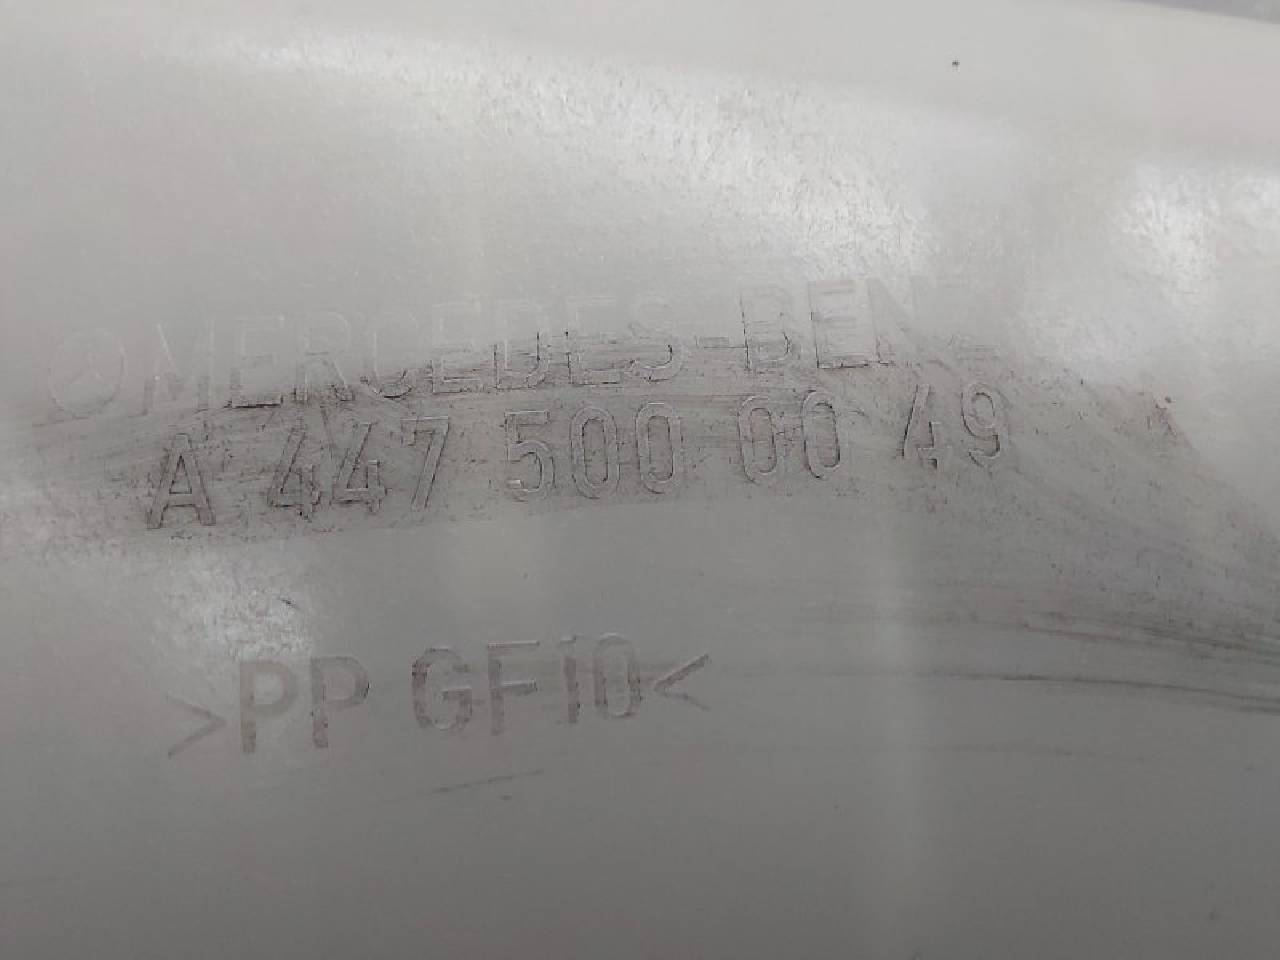 MERCEDES-BENZ
A 447 500 00 49
>PP GF10<